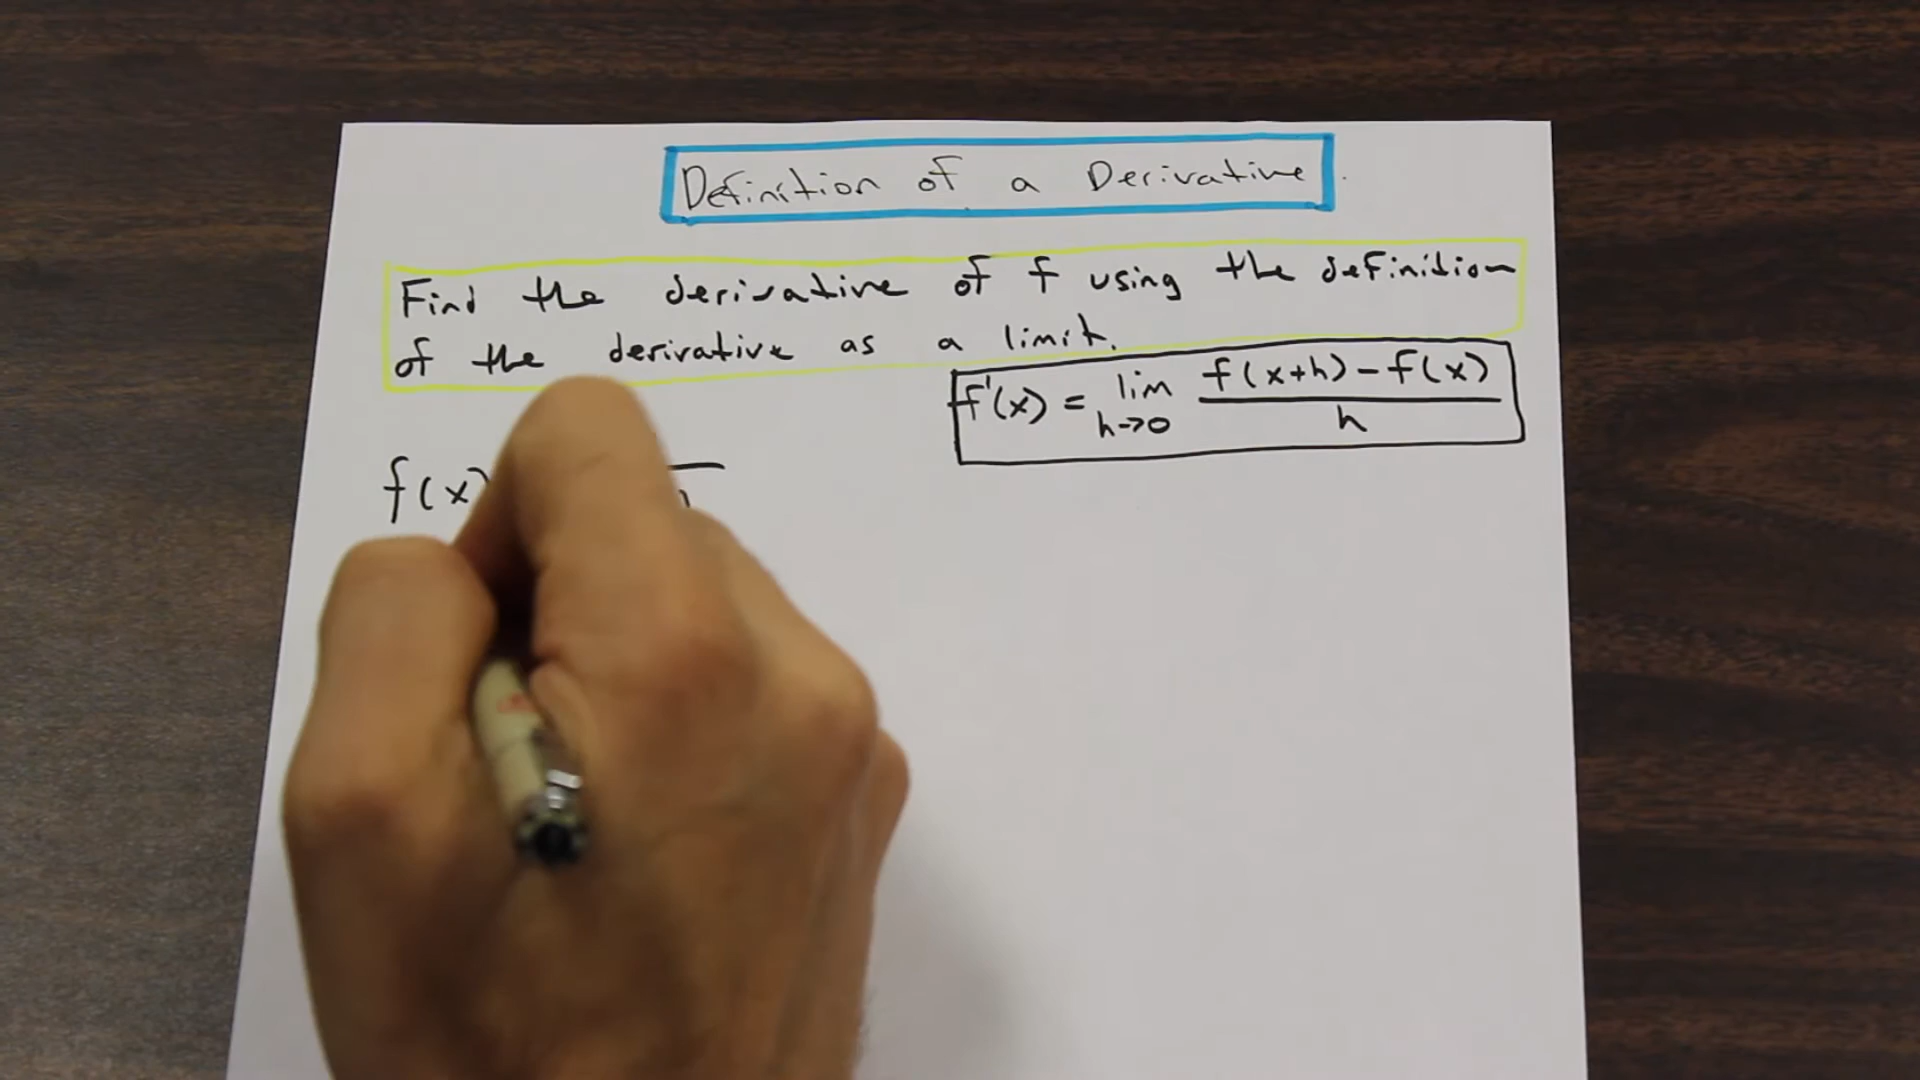 Definition of a Derivative
Find the derivative of f using the definition
of the derivative as a limit.
f'(x) = lim h→0 f(x+h)-f(x) / h
f(x)